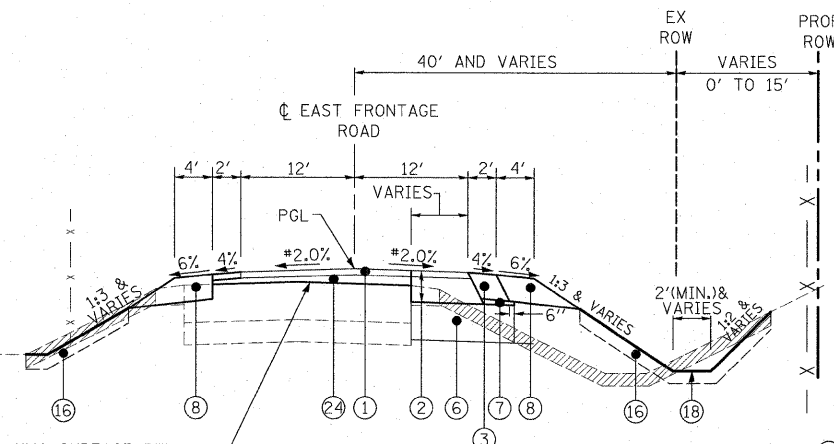 EX
ROW
PROP
ROW
40' AND VARIES
VARIES
0' TO 15'
℄ EAST FRONTAGE
ROAD
4' 2' 12' 12' 2' 4'
VARIES
PGL
6% 4% #2.0% #2.0% 4% 6%
1:3 &
VARIES
1:3 & VARIES
2'(MIN.)&
VARIES
1:2 &
VARIES
6"
16 8 24 1 2 6 7 8 16 18
3